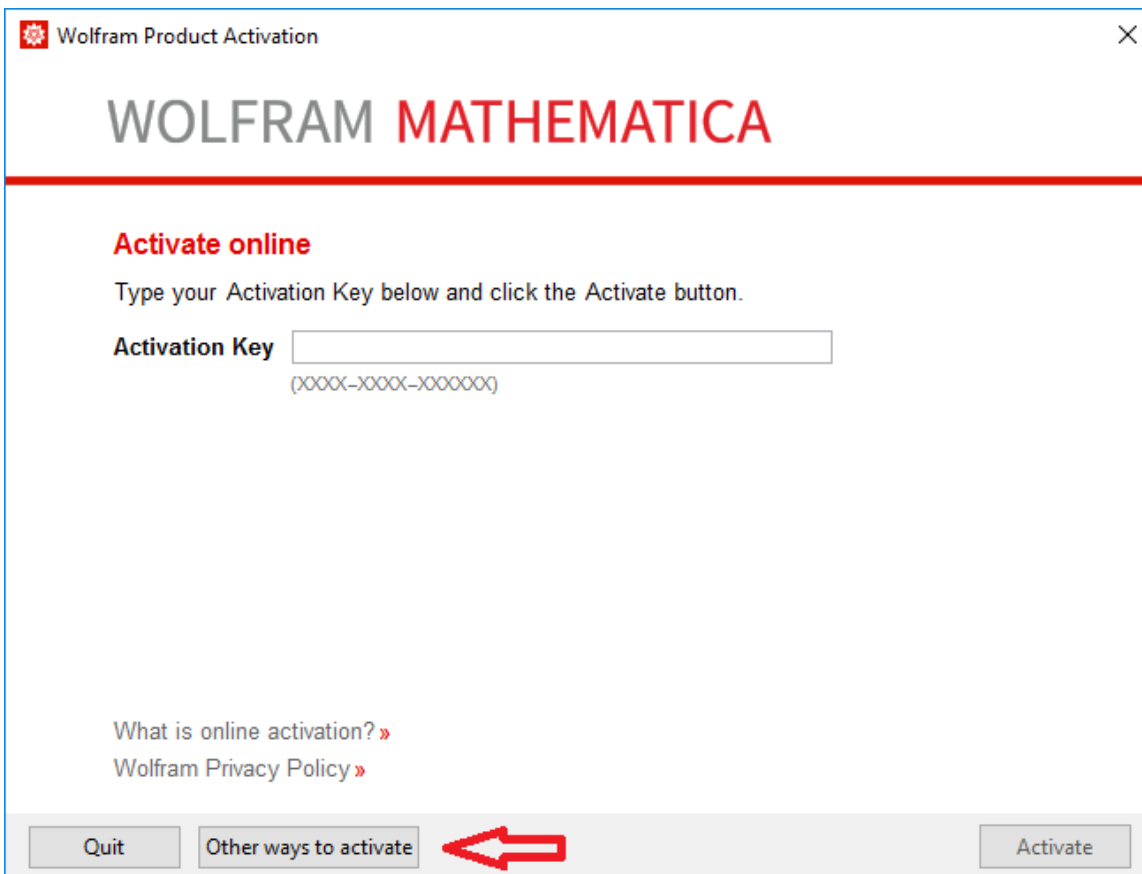 Wolfram Product Activation
WOLFRAM MATHEMATICA
Activate online
Type your Activation Key below and click the Activate button.
Activation Key
(XXXX–XXXX–XXXXXX)
What is online activation? »
Wolfram Privacy Policy »
Quit Other ways to activate Activate